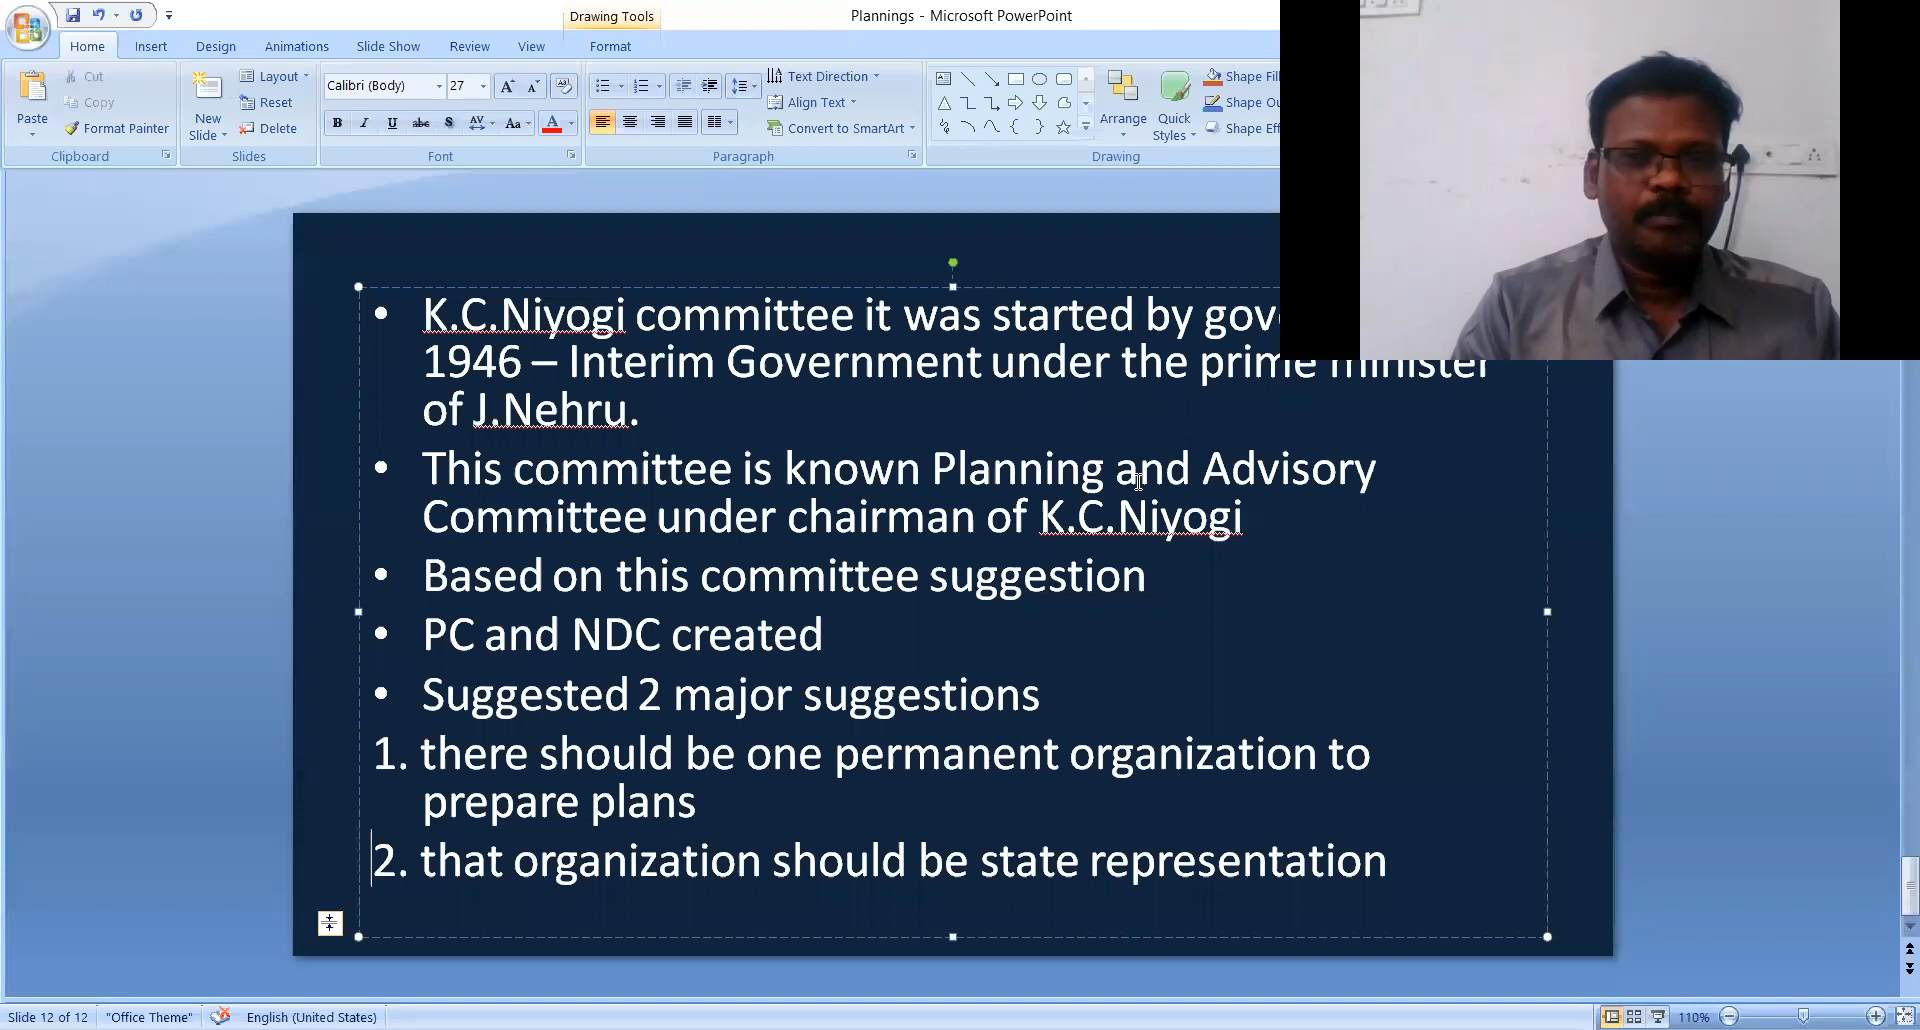 Plannings - Microsoft PowerPoint
Drawing Tools
Home Insert Design Animations Slide Show Review View Format
Paste
Cut
Copy
Format Painter
Clipboard
New Slide
Layout
Reset
Delete
Slides
Calibri (Body) 27
B I U abc S AV Aa A
Font
Text Direction
Align Text
Convert to SmartArt
Paragraph
Arrange
Quick Styles
Shape
Shape
Shape
Drawing
• K.C.Niyogi committee it was started by
1946 – Interim Government under the prime minister
of J.Nehru.
• This committee is known Planning and Advisory
Committee under chairman of K.C.Niyogi
• Based on this committee suggestion
• PC and NDC created
• Suggested 2 major suggestions
1. there should be one permanent organization to
prepare plans
2. that organization should be state representation
Slide 12 of 12 "Office Theme" English (United States) 110%